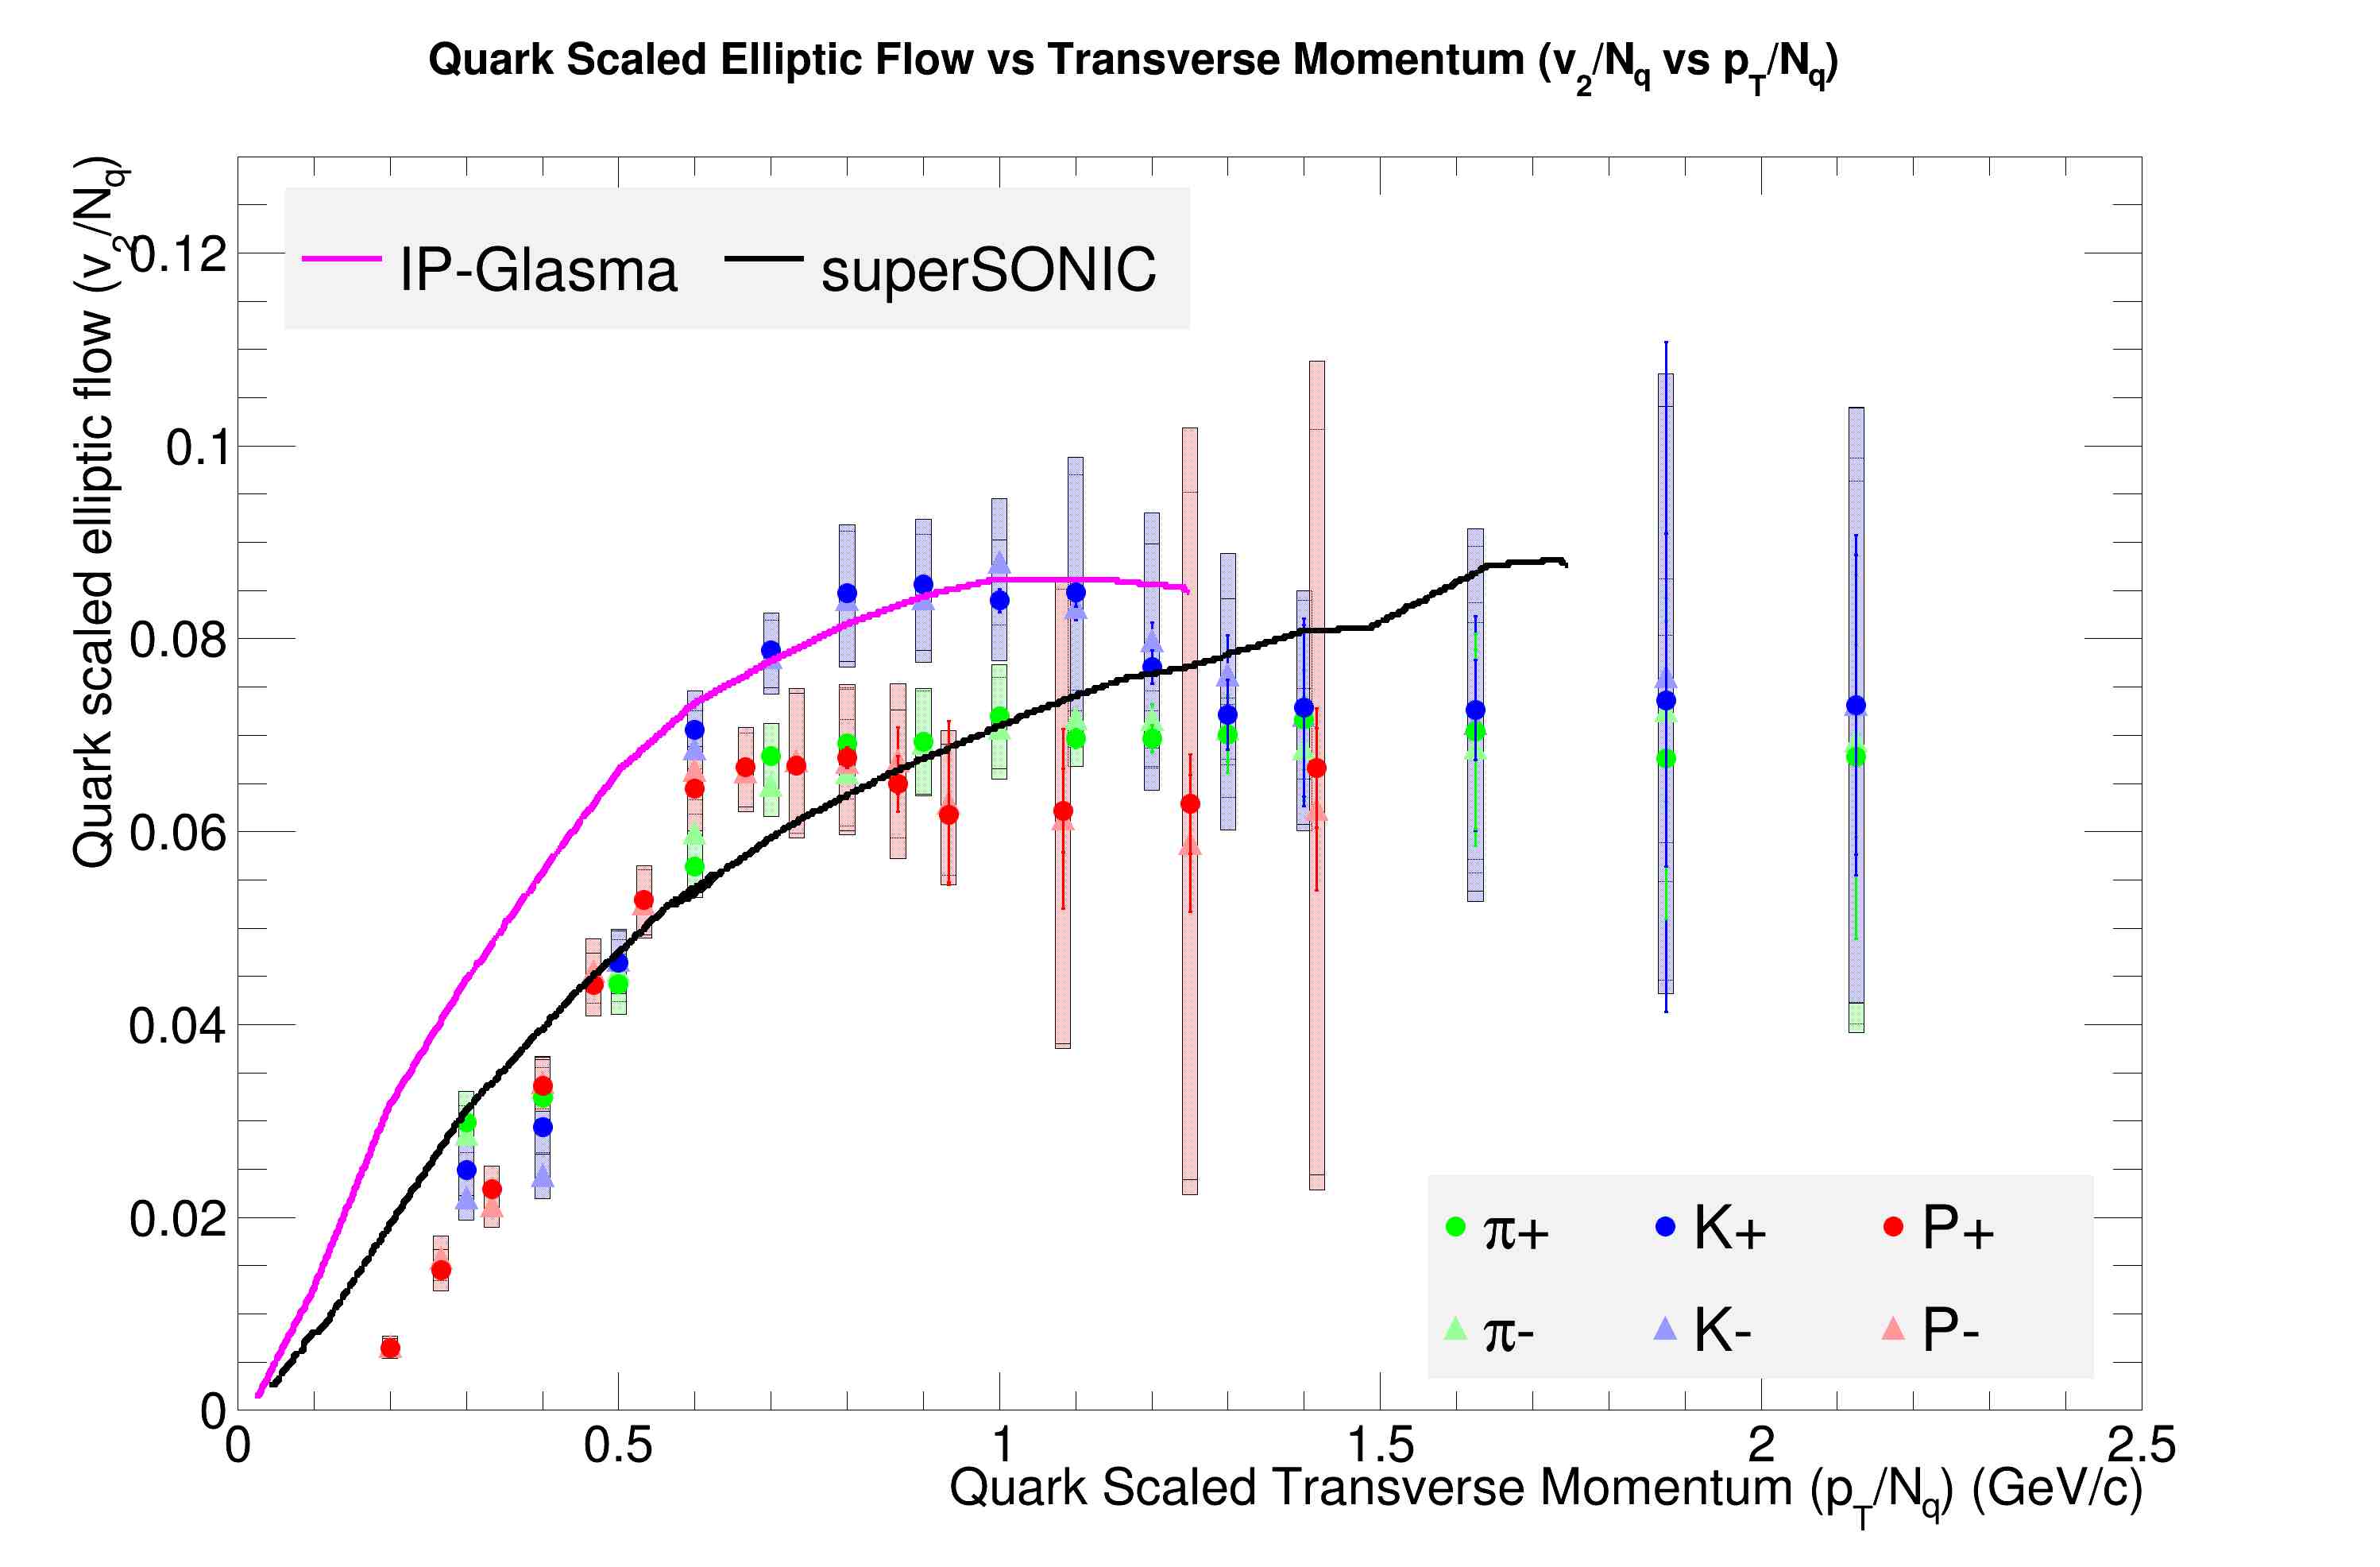 Quark Scaled Elliptic Flow vs Transverse Momentum (v2/Nq vs pT/Nq)
Quark scaled elliptic flow (v2/Nq)
0.12
0.1
0.08
0.06
0.04
0.02
0
IP-Glasma superSONIC
π+ K+ P+
π- K- P-
0 0.5 1 1.5 2 2.5
Quark Scaled Transverse Momentum (pT/Nq) (GeV/c)